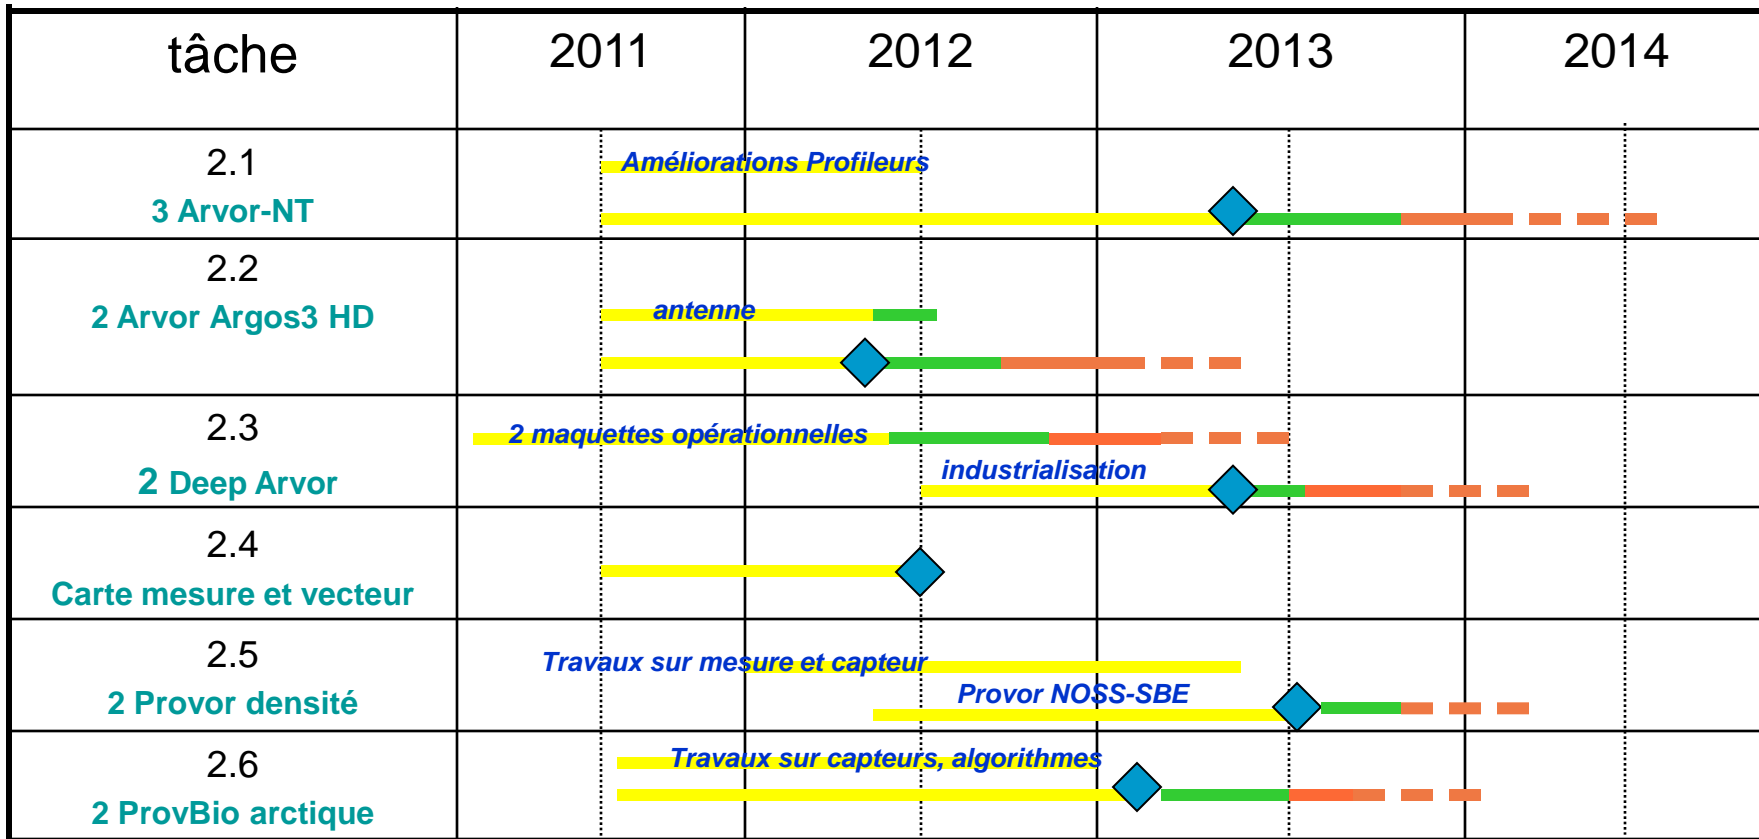 tâche 2011 2012 2013 2014
2.1
Améliorations Profileurs
3 Arvor-NT
2.2
2 Arvor Argos3 HD
antenne
2.3
2 maquettes opérationnelles
2 Deep Arvor
industrialisation
2.4
Carte mesure et vecteur
2.5
Travaux sur mesure et capteur
2 Provor densité
Provor NOSS-SBE
2.6
Travaux sur capteurs, algorithmes
2 ProvBio arctique